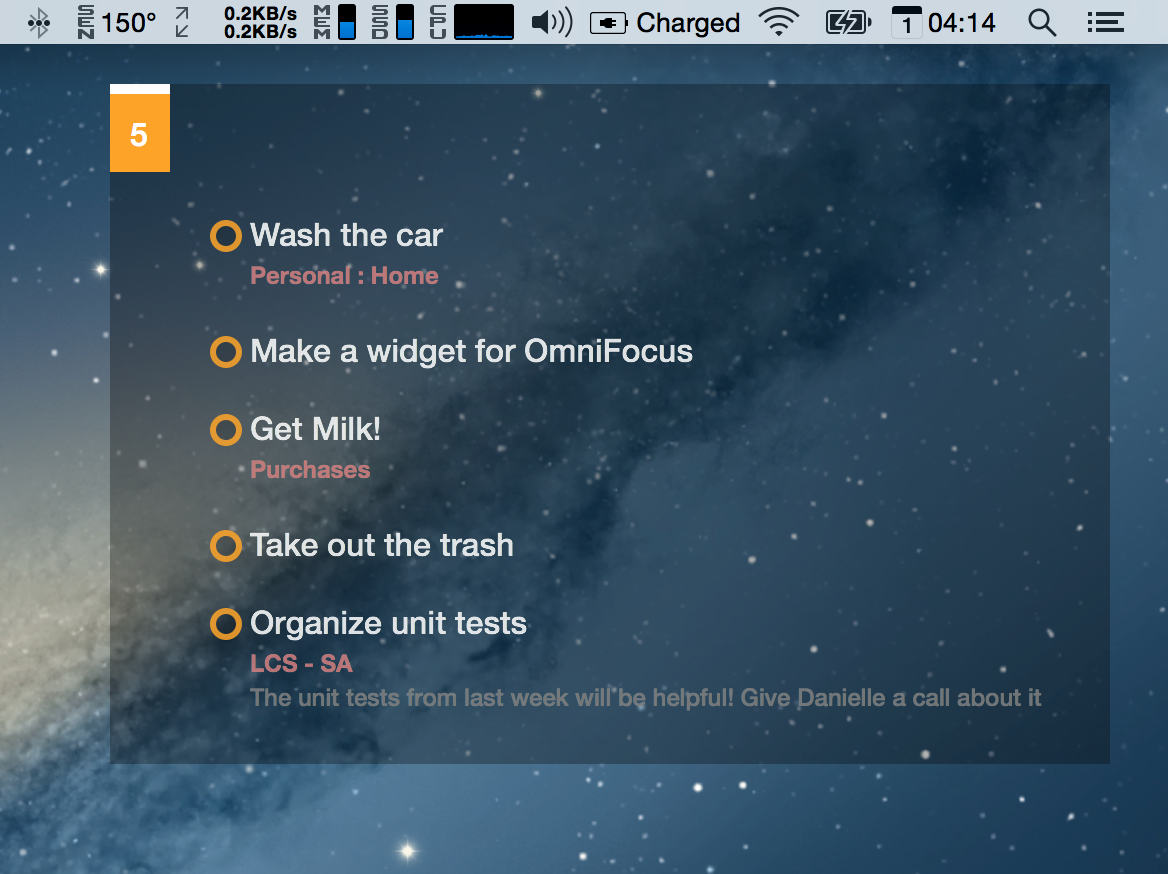 SEN 150° 0.2KB/s MEM SSD CPU Charged 1 04:14
0.2KB/s
5
Wash the car
Personal : Home
Make a widget for OmniFocus
Get Milk!
Purchases
Take out the trash
Organize unit tests
LCS - SA
The unit tests from last week will be helpful! Give Danielle a call about it